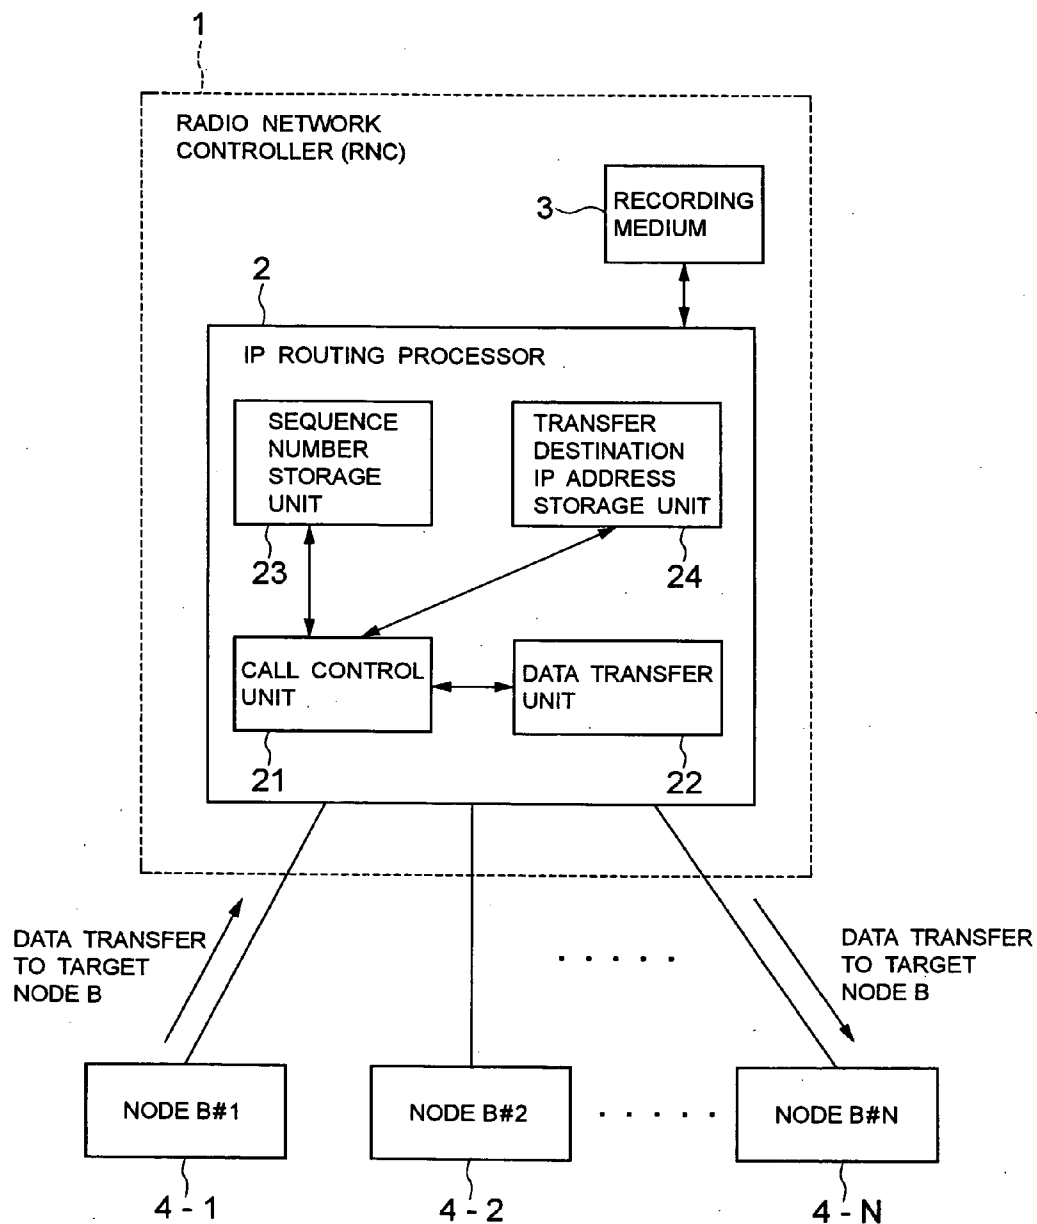 1
RADIO NETWORK
CONTROLLER (RNC)
3
RECORDING
MEDIUM
2
IP ROUTING PROCESSOR
SEQUENCE
NUMBER
STORAGE
UNIT
23
TRANSFER
DESTINATION
IP ADDRESS
STORAGE UNIT
24
CALL CONTROL
UNIT
21
DATA TRANSFER
UNIT
22
DATA TRANSFER
TO TARGET
NODE B
DATA TRANSFER
TO TARGET
NODE B
NODE B#1
4 - 1
NODE B#2
4 - 2
NODE B#N
4 - N